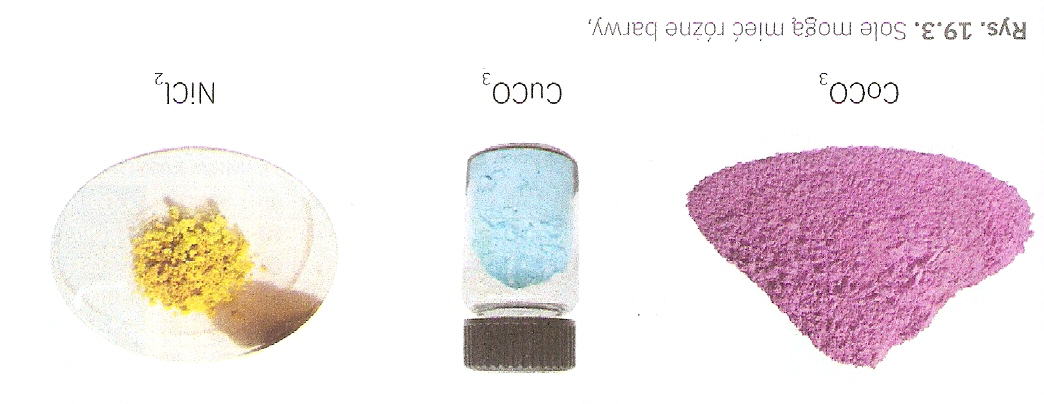 CoCO₃ CuCO₃ NiCl₂
Rys. 19.3. Sole mogą mieć różne barwy,